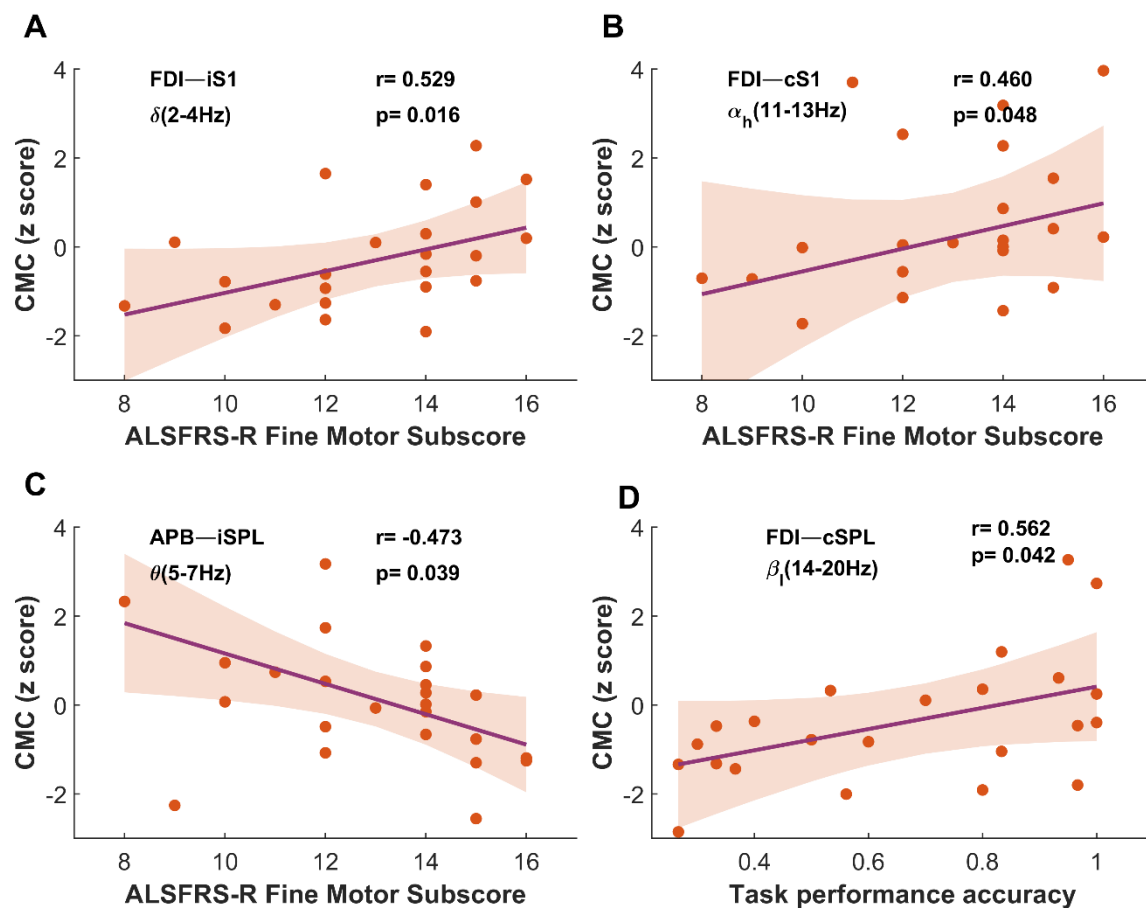 A
FDI—iS1
r= 0.529
δ(2-4Hz)
p= 0.016
4
2
0
-2
CMC (z score)
8
10
12
14
16
ALSFRS-R Fine Motor Subscore
B
FDI—cS1
r= 0.460
αh(11-13Hz)
p= 0.048
4
2
0
-2
CMC (z score)
8
10
12
14
16
ALSFRS-R Fine Motor Subscore
C
APB—iSPL
r= -0.473
θ(5-7Hz)
p= 0.039
4
2
0
-2
CMC (z score)
8
10
12
14
16
ALSFRS-R Fine Motor Subscore
D
FDI—cSPL
r= 0.562
βl(14-20Hz)
p= 0.042
4
2
0
-2
CMC (z score)
0.4
0.6
0.8
1
Task performance accuracy